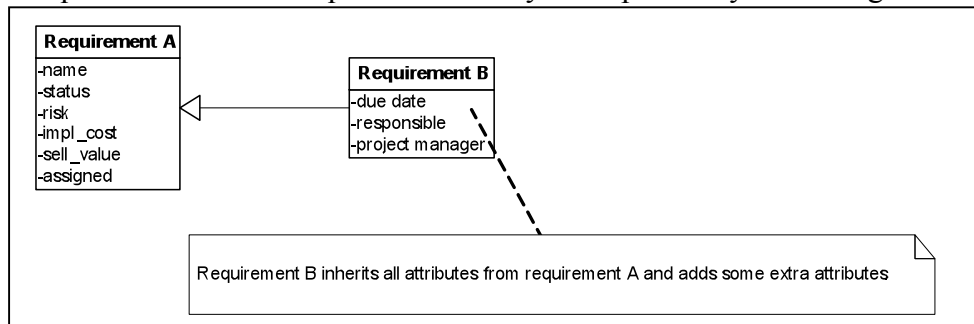 Requirement A
-name
-status
-risk
-impl_cost
-sell_value
-assigned
Requirement B
-due date
-responsible
-project manager
Requirement B inherits all attributes from requirement A and adds some extra attributes